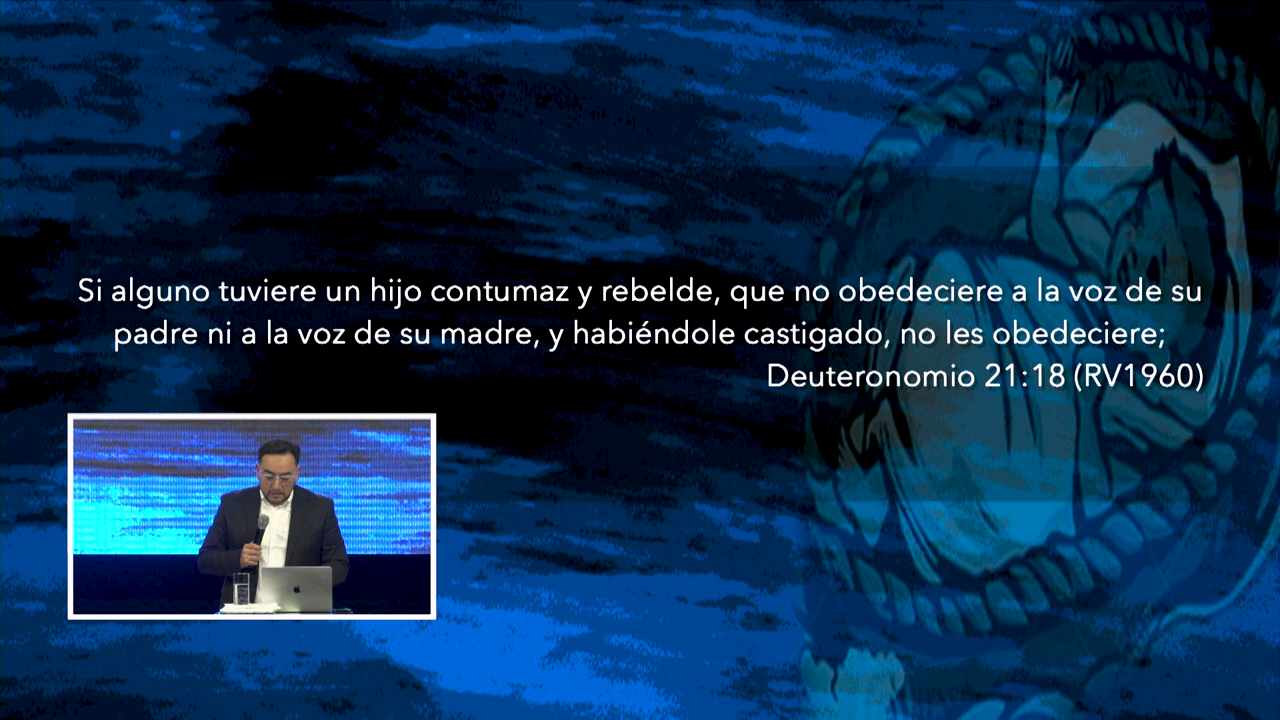 Si alguno tuviere un hijo contumaz y rebelde, que no obedeciere a la voz de su
padre ni a la voz de su madre, y habiéndole castigado, no les obedeciere;
Deuteronomio 21:18 (RV1960)